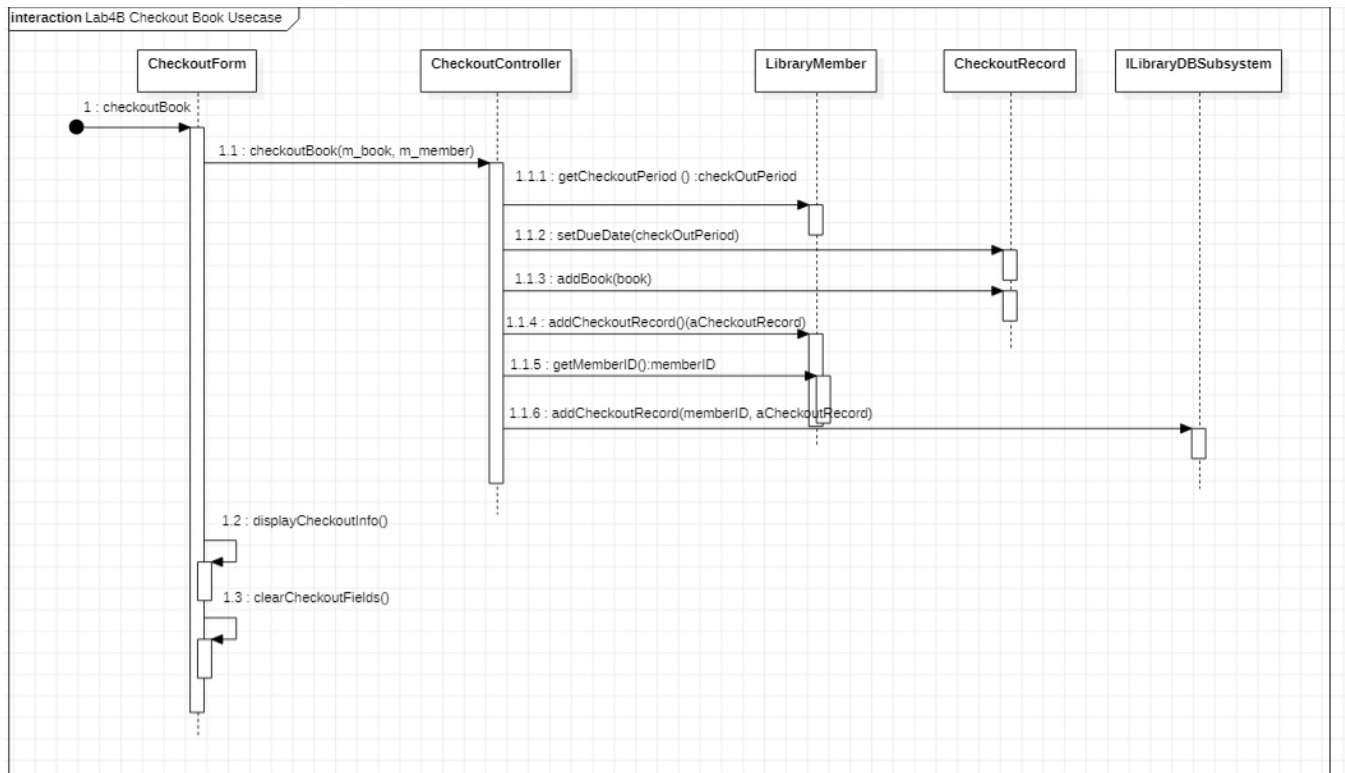 interaction Lab4B Checkout Book Usecase
CheckoutForm
CheckoutController
LibraryMember
CheckoutRecord
ILibraryDBSubsystem
1 : checkoutBook
1.1 : checkoutBook(m_book, m_member)
1.1.1 : getCheckoutPeriod () :checkOutPeriod
1.1.2 : setDueDate(checkOutPeriod)
1.1.3 : addBook(book)
1.1.4 : addCheckoutRecord()(aCheckoutRecord)
1.1.5 : getMemberID():memberID
1.1.6 : addCheckoutRecord(memberID, aCheckoutRecord)
1.2 : displayCheckoutInfo()
1.3 : clearCheckoutFields()